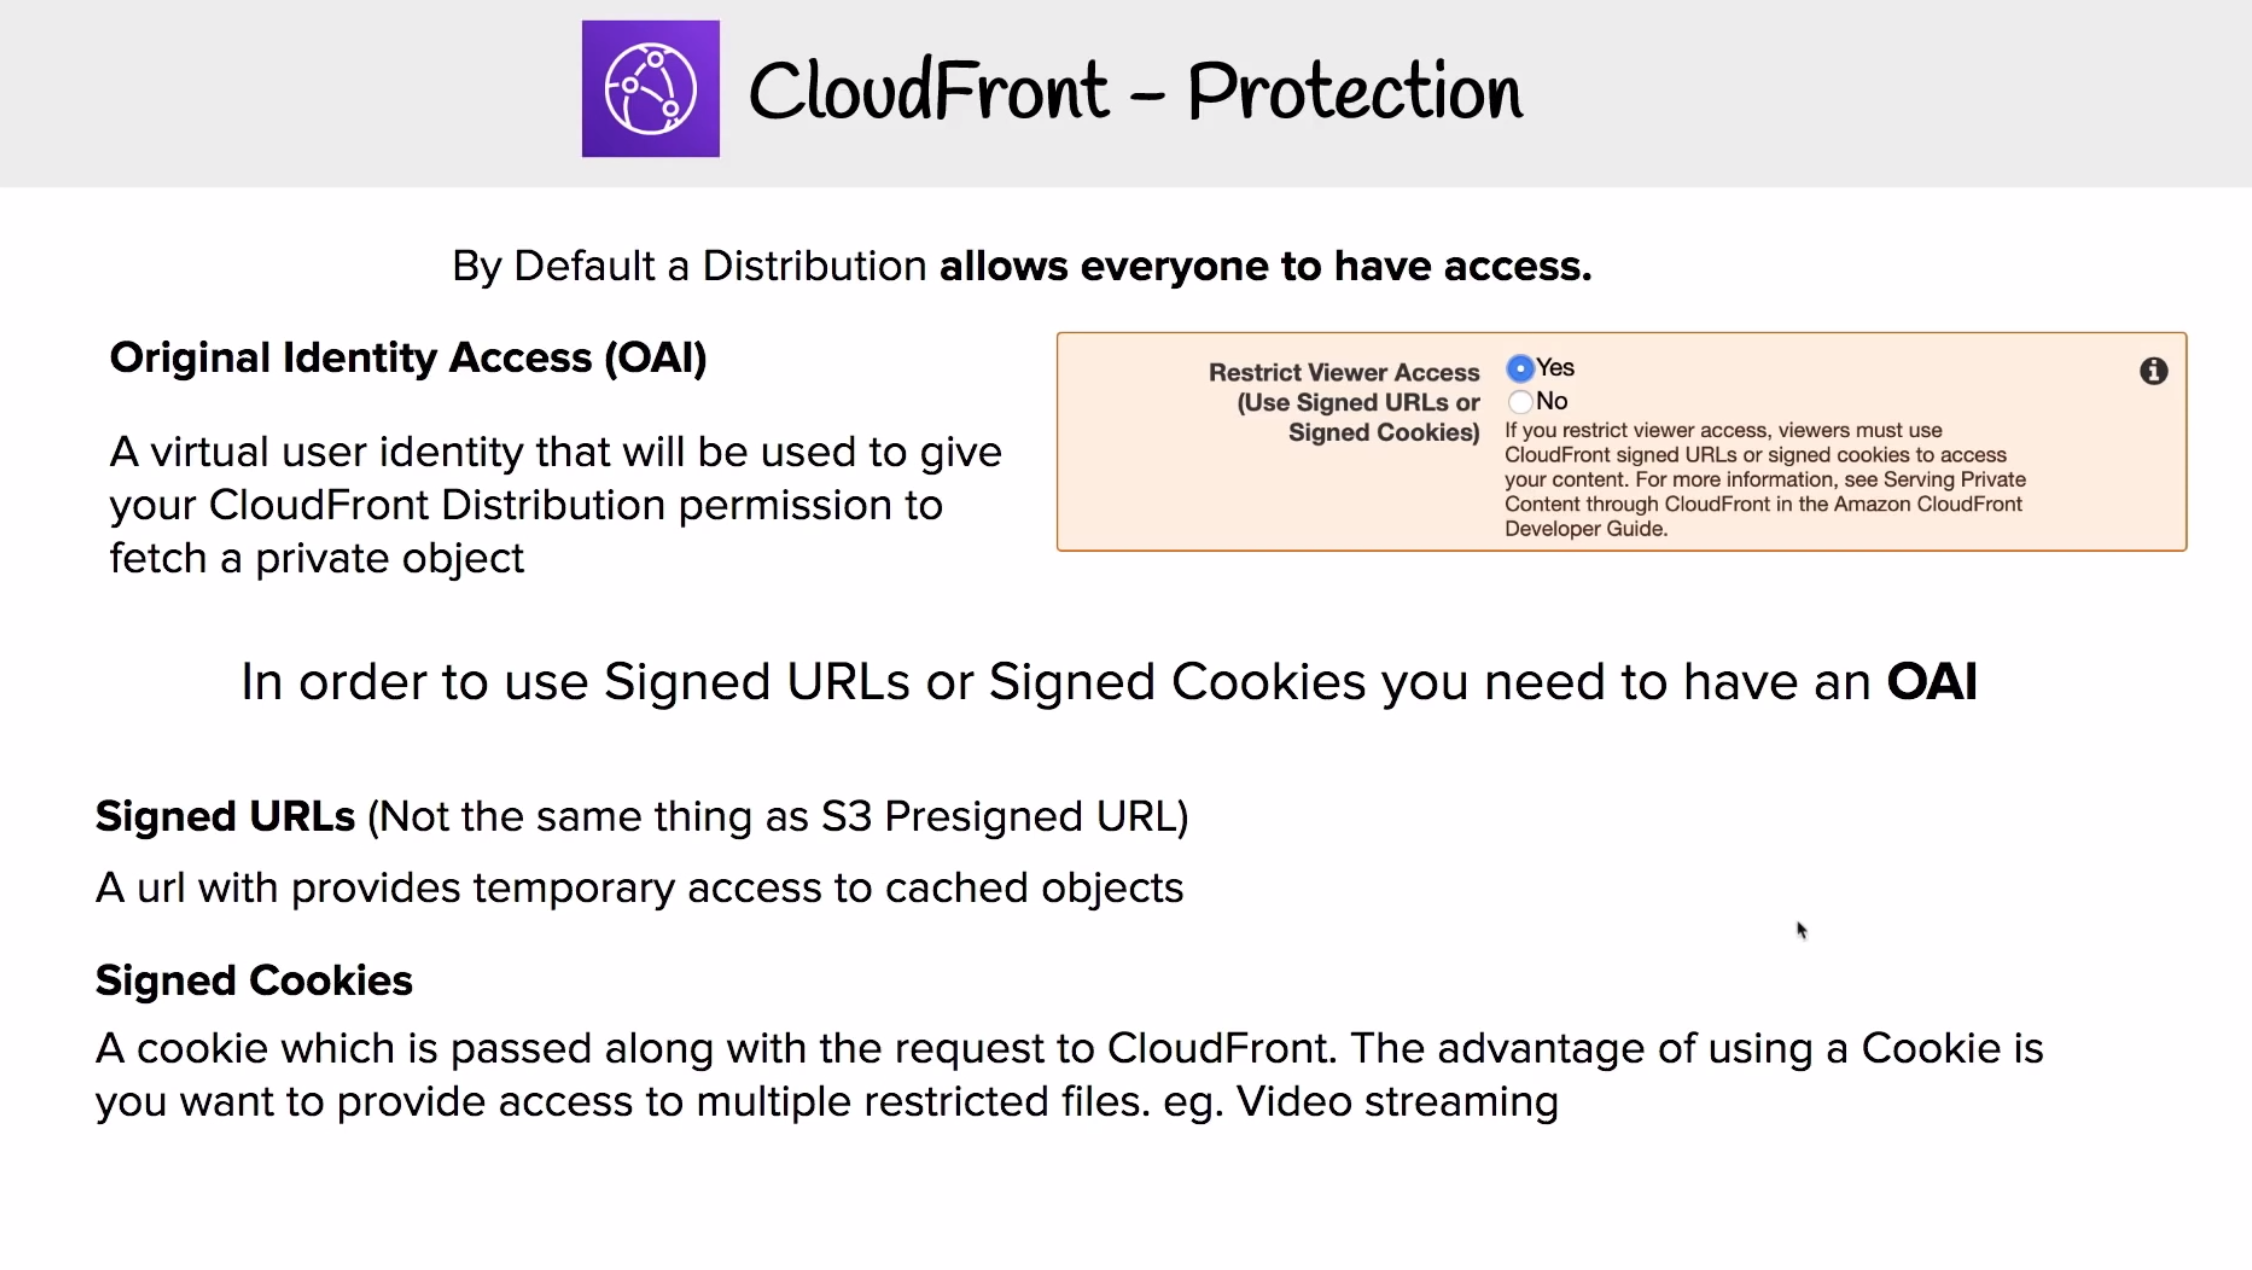 CloudFront – Protection
By Default a Distribution allows everyone to have access.
Original Identity Access (OAI)
A virtual user identity that will be used to give
your CloudFront Distribution permission to
fetch a private object
Restrict Viewer Access
(Use Signed URLs or
Signed Cookies)
Yes
No
If you restrict viewer access, viewers must use
CloudFront signed URLs or signed cookies to access
your content. For more information, see Serving Private
Content through CloudFront in the Amazon CloudFront
Developer Guide.
In order to use Signed URLs or Signed Cookies you need to have an OAI
Signed URLs (Not the same thing as S3 Presigned URL)
A url with provides temporary access to cached objects
Signed Cookies
A cookie which is passed along with the request to CloudFront. The advantage of using a Cookie is
you want to provide access to multiple restricted files. eg. Video streaming